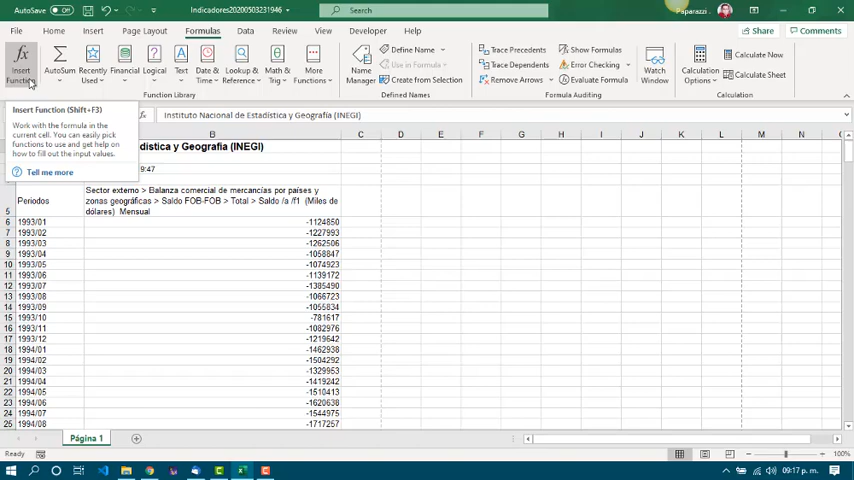 AutoSave Off Indicadores20200503231946 Search Paparazzi .
File Home Insert Page Layout Formulas Data Review View Developer Help Share Comments
fx Insert Function
AutoSum
Recently Used
Financial
Logical
Text
Date & Time
Lookup & Reference
Math & Trig
More Functions
Function Library
Name Manager
Define Name
Use in Formula
Create from Selection
Defined Names
Trace Precedents
Trace Dependents
Remove Arrows
Show Formulas
Error Checking
Evaluate Formula
Formula Auditing
Watch Window
Calculation Options
Calculate Now
Calculate Sheet
Calculation
Insert Function (Shift+F3)
Work with the formula in the
current cell. You can easily pick
functions to use and get help on
how to fill out the input values.
Tell me more
fx Instituto Nacional de Estadística y Geografía (INEGI)
B C D E F G H I J K L M N
dística y Geografía (INEGI)
9:47
Sector externo > Balanza comercial de mercancías por países y
zonas geográficas > Saldo FOB-FOB > Total > Saldo /a /f1 (Miles de
dólares) Mensual
5 Periodos
6 1993/01 -1124850
7 1993/02 -1227993
8 1993/03 -1262506
9 1993/04 -1058847
10 1993/05 -1074923
11 1993/06 -1139172
12 1993/07 -1385490
13 1993/08 -1066723
14 1993/09 -1055834
15 1993/10 -781617
16 1993/11 -1082976
17 1993/12 -1219642
18 1994/01 -1462938
19 1994/02 -1504292
20 1994/03 -1329953
21 1994/04 -1419242
22 1994/05 -1510413
23 1994/06 -1620638
24 1994/07 -1544975
25 1994/08 -1717257
Página 1
Ready 100%
09:17 p. m.